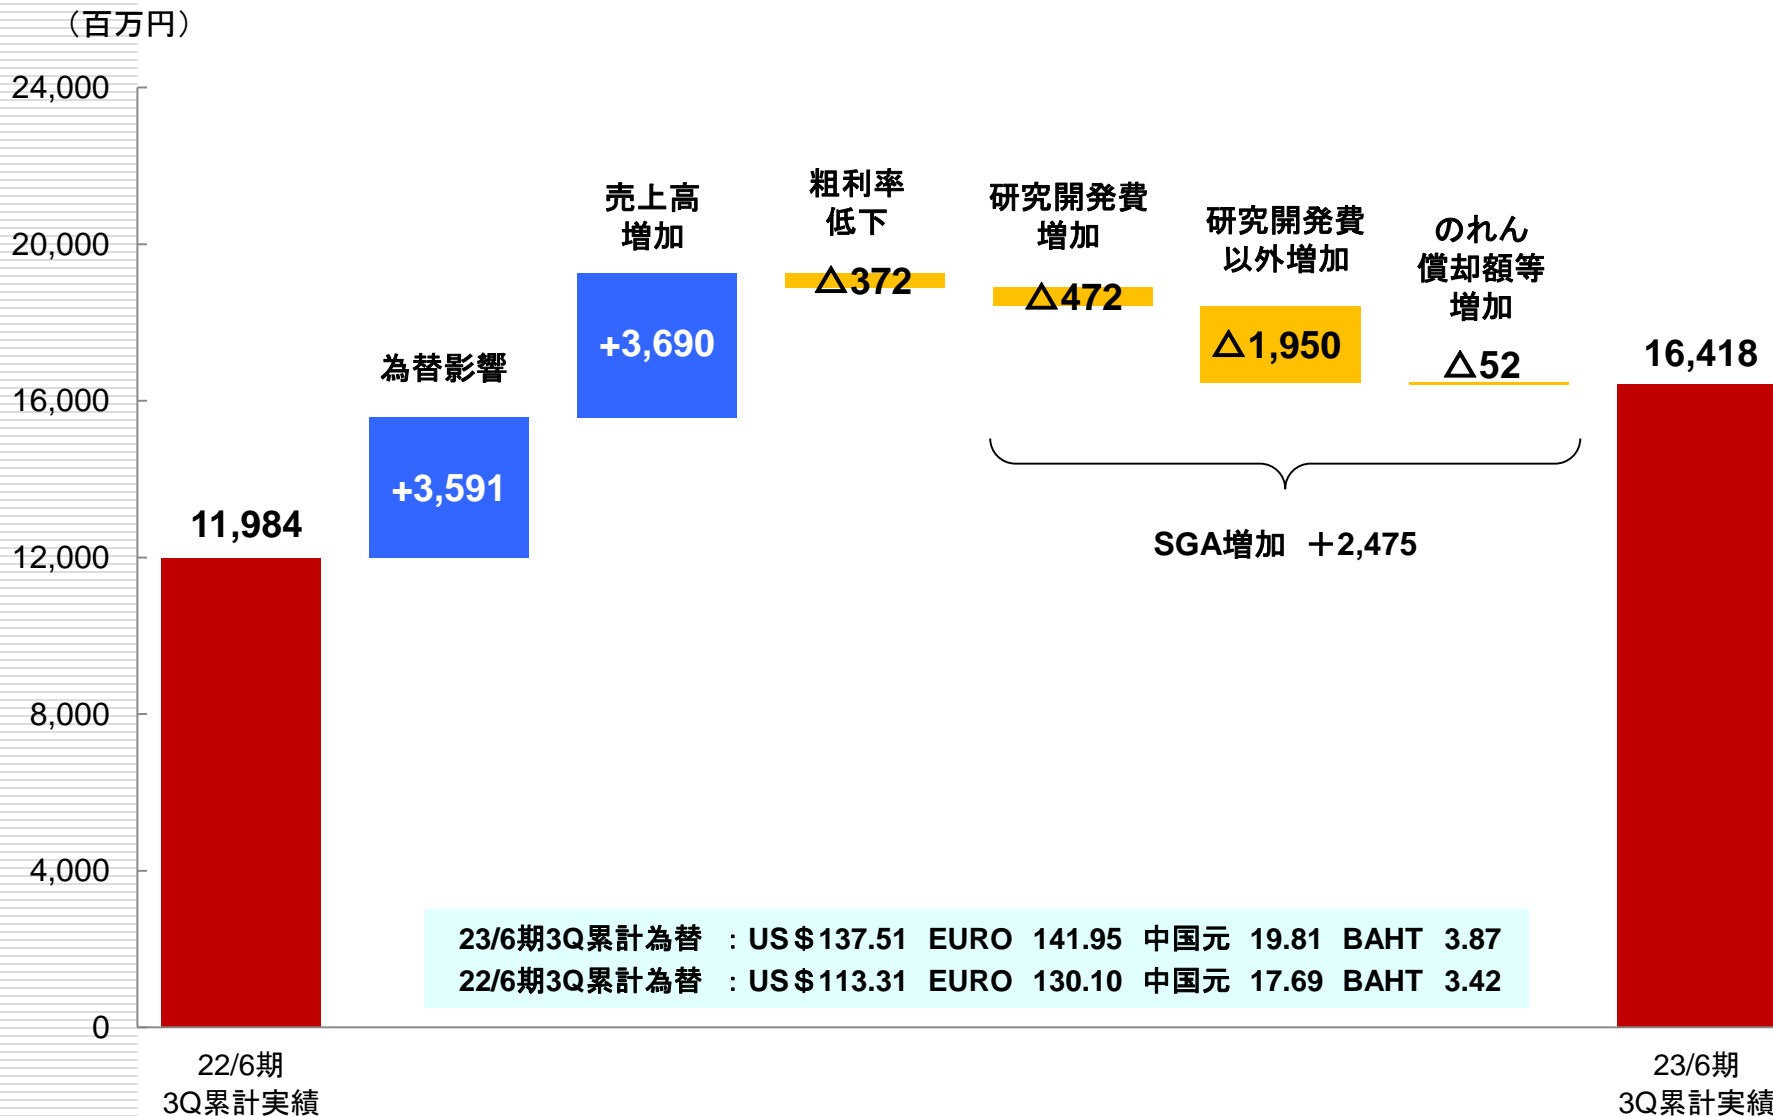 （百万円）
24,000
20,000
16,000
12,000
8,000
4,000
0
11,984
為替影響
+3,591
売上高
増加
+3,690
粗利率
低下
△372
研究開発費
増加
△472
研究開発費
以外増加
△1,950
のれん
償却額等
増加
△52
16,418
SGA増加 ＋2,475
23/6期3Q累計為替 ：US＄137.51 EURO 141.95 中国元 19.81 BAHT 3.87
22/6期3Q累計為替 ：US＄113.31 EURO 130.10 中国元 17.69 BAHT 3.42
22/6期
3Q累計実績
23/6期
3Q累計実績